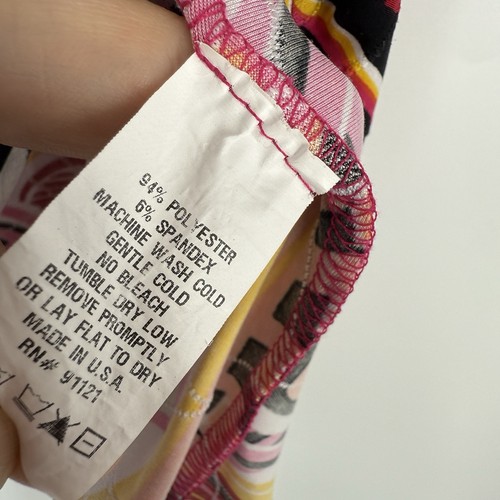 94% POLYESTER
6% SPANDEX
MACHINE WASH COLD
GENTLE COLD
NO BLEACH
TUMBLE DRY LOW
REMOVE PROMPTLY
OR LAY FLAT TO DRY
MADE IN U.S.A.
RN# 91121